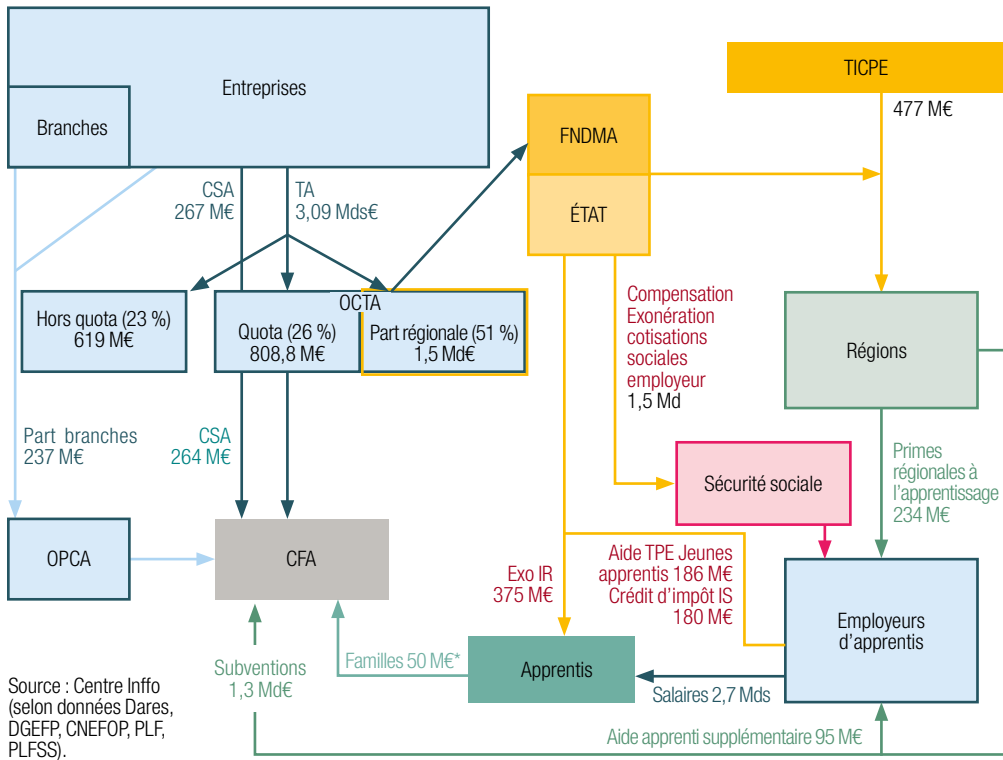 Entreprises
Branches
TICPE
477 M€
FNDMA
ÉTAT
CSA
267 M€
TA
3,09 Mds€
OCTA
Hors quota (23 %)
619 M€
Quota (26 %)
808,8 M€
Part régionale (51 %)
1,5 Md€
Compensation
Exonération
cotisations
sociales
employeur
1,5 Md
Régions
Part branches
237 M€
CSA
264 M€
Primes
régionales à
l'apprentissage
234 M€
Sécurité sociale
OPCA
CFA
Exo IR
375 M€
Aide TPE Jeunes
apprentis 186 M€
Crédit d'impôt IS
180 M€
Employeurs
d'apprentis
Subventions
1,3 Md€
Familles 50 M€*
Apprentis
Salaires 2,7 Mds
Aide apprenti supplémentaire 95 M€
Source : Centre Inffo
(selon données Dares,
DGEFP, CNEFOP, PLF,
PLFSS).